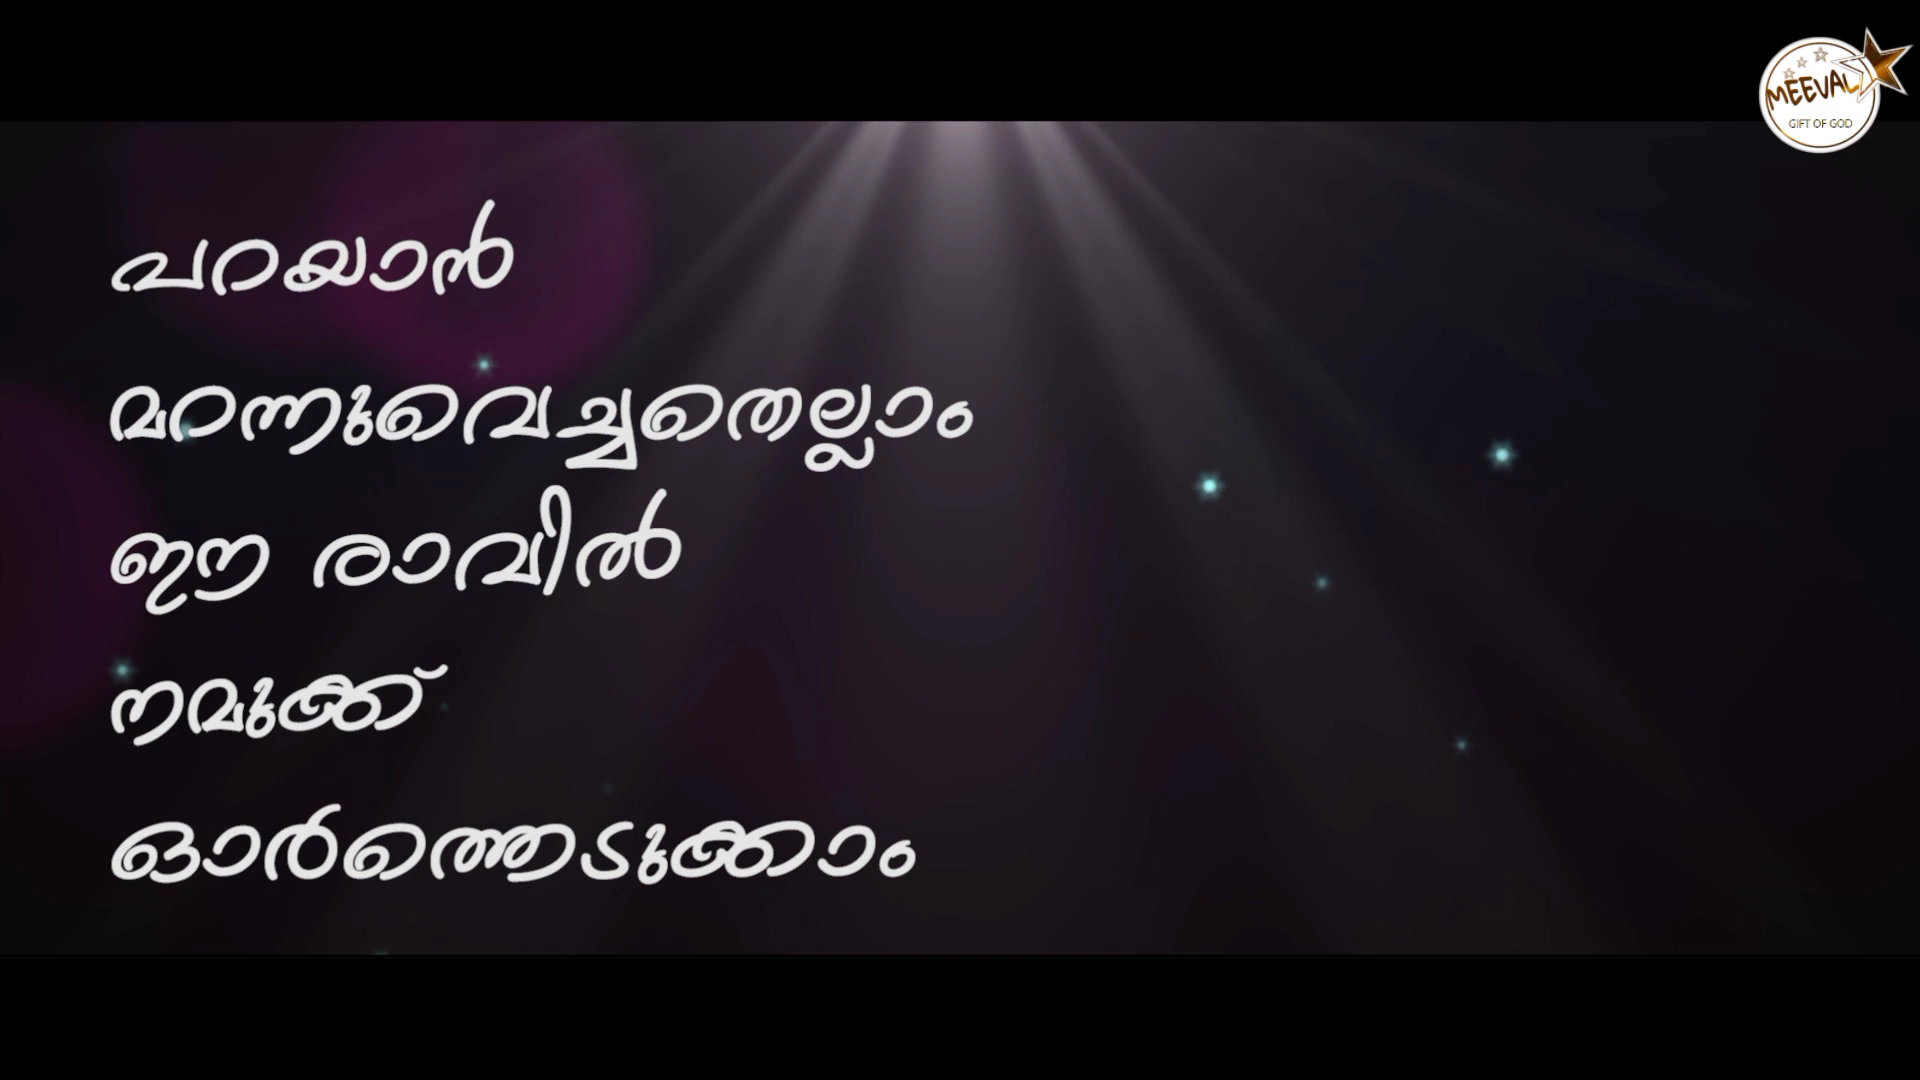 MEEVAL
GIFT OF GOD
പറയാൻ
മറന്നുവെച്ചതെല്ലാം
ഈ രാവിൽ
നമുക്ക്
ഓർത്തെടുക്കാം